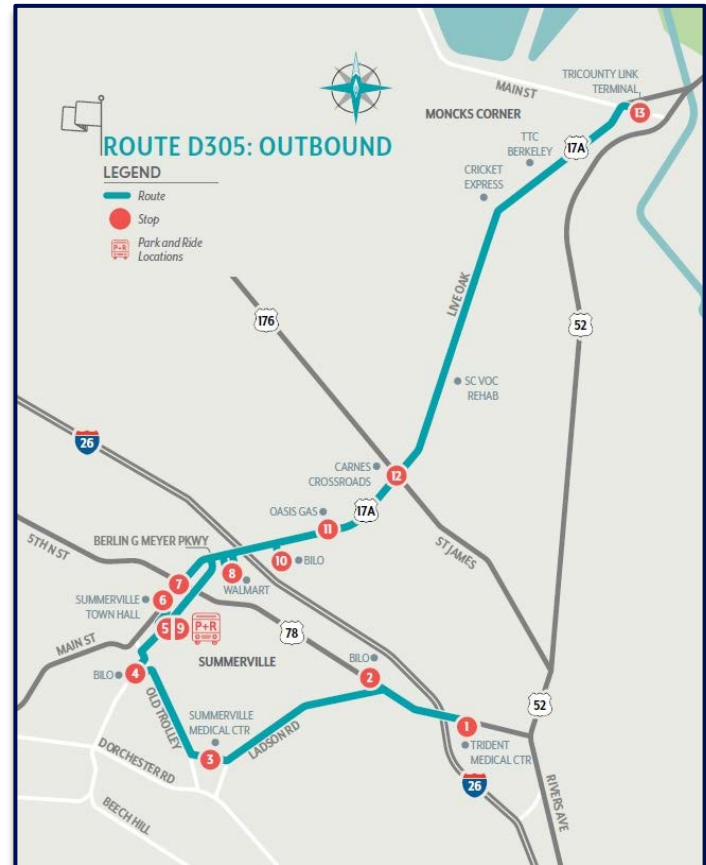 TRICOUNTY LINK
TERMINAL
MAIN ST
13
MONCKS CORNER
ROUTE D305: OUTBOUND
TTC
BERKELEY
17A
LEGEND
CRICKET
EXPRESS
Route
Stop
P+R
Park and Ride
Locations
LIVE OAK
176
52
SC VOC
REHAB
26
CARNES
CROSSROADS
12
OASIS GAS
17A
11
5TH N ST
BERLIN G MEYER PKWY
ST JAMES
10
BILO
7
8
WALMART
SUMMERVILLE
TOWN HALL
6
5
9
P+R
78
MAIN ST
SUMMERVILLE
BILO
BILO
4
2
52
OLD TROLLEY
SUMMERVILLE
MEDICAL CTR
LADSON RD
1
3
TRIDENT
MEDICAL CTR
DORCHESTER RD
26
RIVERS AVE
BEECH HILL